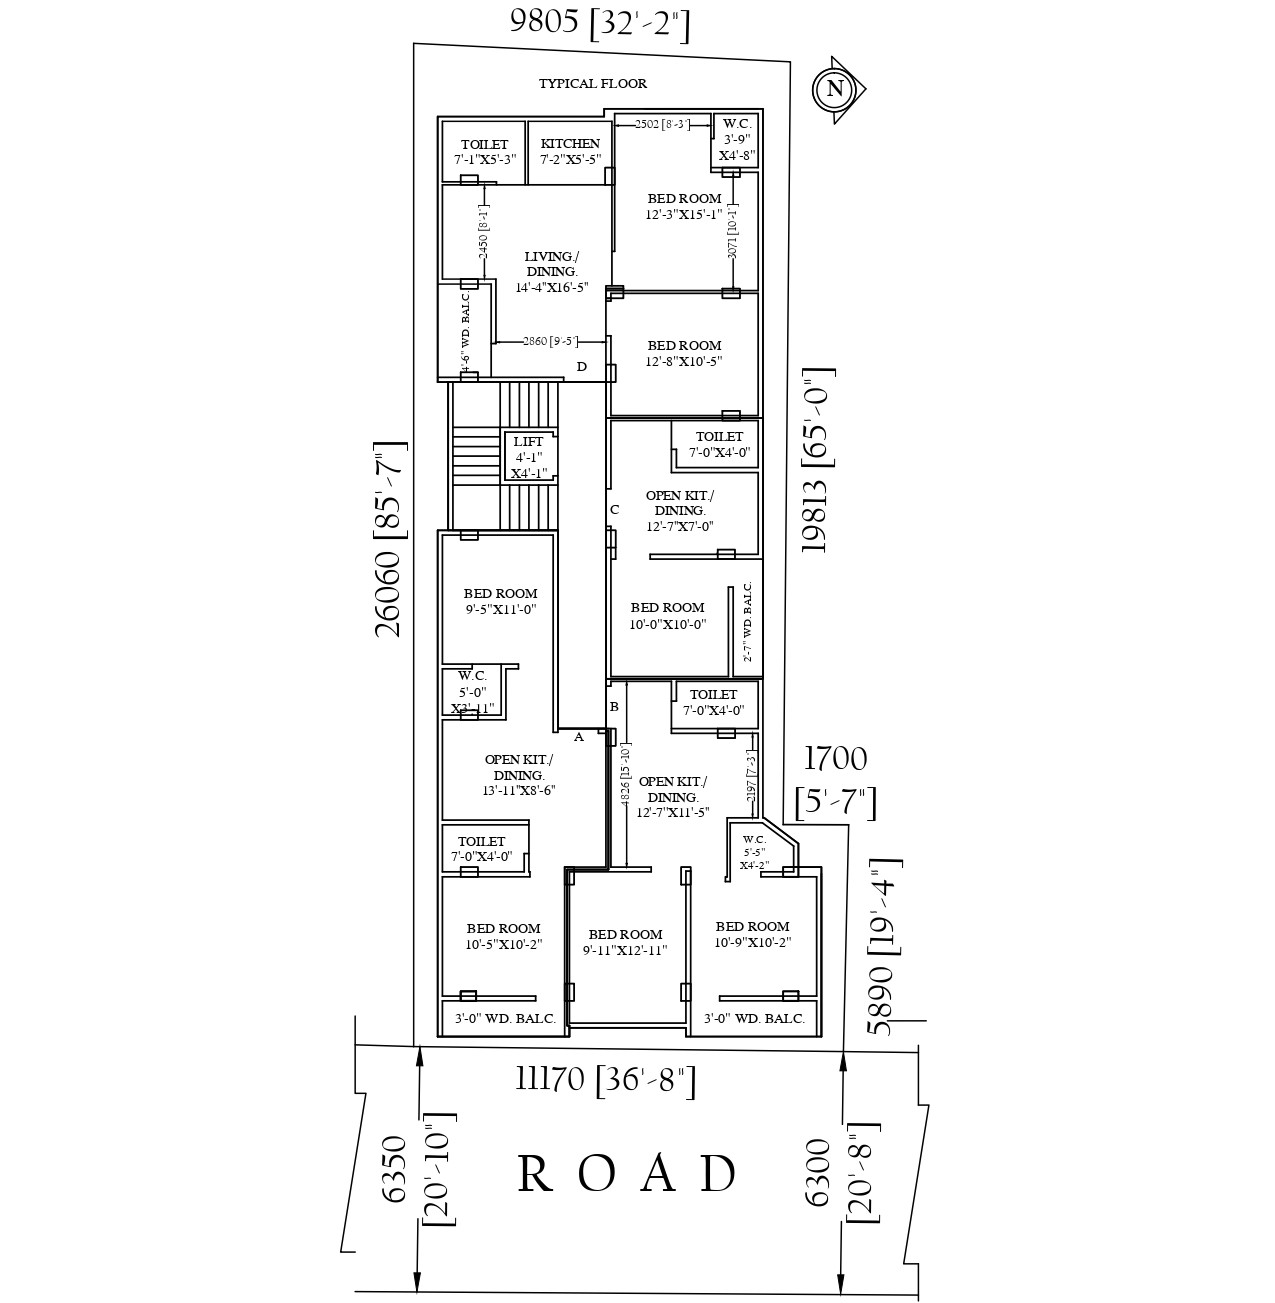 9805 [32'-2"]
TYPICAL FLOOR
N
TOILET
7'-1"X5'-3"
KITCHEN
7'-2"X5'-5"
2502 [8'-3"]
W.C.
3'-9"
X4'-8"
BED ROOM
12'-3"X15'-1"
3071 [10'-1"]
2450 [8'-1"]
LIVING./
DINING.
14'-4"X16'-5"
4'-6" WD. BALC.
2860 [9'-5"]
D
BED ROOM
12'-8"X10'-5"
LIFT
4'-1"
X4'-1"
TOILET
7'-0"X4'-0"
OPEN KIT./
DINING.
12'-7"X7'-0"
C
26060 [85'-7"]
19813 [65'-0"]
BED ROOM
9'-5"X11'-0"
BED ROOM
10'-0"X10'-0"
2'-7" WD. BALC.
W.C.
5'-0"
X3'-11"
TOILET
7'-0"X4'-0"
B
A
OPEN KIT./
DINING.
13'-11"X8'-6"
4826 [15'-10"]
OPEN KIT./
DINING.
12'-7"X11'-5"
2197 [7'-3"]
1700
[5'-7"]
TOILET
7'-0"X4'-0"
W.C.
5'-5"
X4'-2"
BED ROOM
10'-5"X10'-2"
BED ROOM
9'-11"X12'-11"
BED ROOM
10'-9"X10'-2"
5890 [19'-4"]
3'-0" WD. BALC.
3'-0" WD. BALC.
11170 [36'-8"]
6350
[20'-10"]
ROAD
6300
[20'-8"]